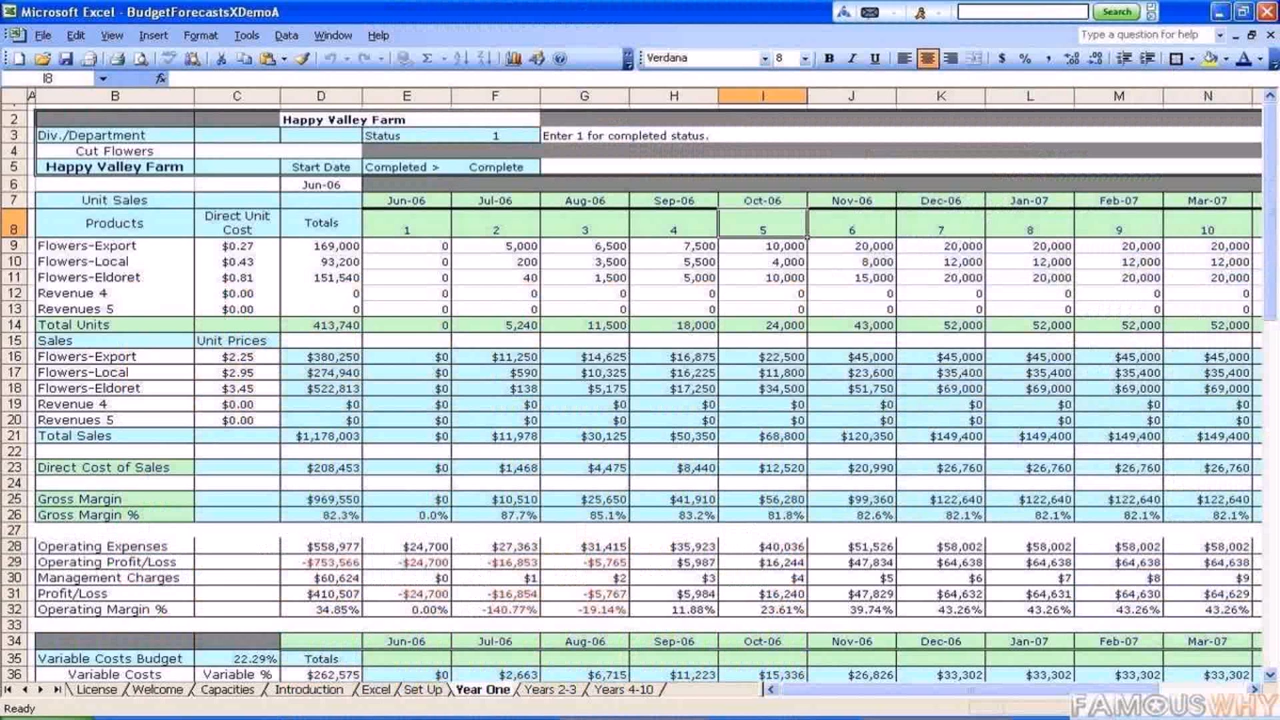 Microsoft Excel - BudgetForecastsXDemoA
Search
File Edit View Insert Format Tools Data Window Help Type a question for help
Verdana 8 B I U $ %
I8 fx
A B C D E F G H I J K L M N
2 Happy Valley Farm
3 Div./Department Status 1 Enter 1 for completed status.
4 Cut Flowers
5 Happy Valley Farm Start Date Completed > Complete
6 Jun-06
7 Unit Sales Jun-06 Jul-06 Aug-06 Sep-06 Oct-06 Nov-06 Dec-06 Jan-07 Feb-07 Mar-07
8 Products Direct Unit Cost Totals 1 2 3 4 5 6 7 8 9 10
9 Flowers-Export $0.27 169,000 0 5,000 6,500 7,500 10,000 20,000 20,000 20,000 20,000 20,000
10 Flowers-Local $0.43 93,200 0 200 3,500 5,500 4,000 8,000 12,000 12,000 12,000 12,000
11 Flowers-Eldoret $0.81 151,540 0 40 1,500 5,000 10,000 15,000 20,000 20,000 20,000 20,000
12 Revenue 4 $0.00 0 0 0 0 0 0 0 0 0 0 0
13 Revenues 5 $0.00 0 0 0 0 0 0 0 0 0 0 0
14 Total Units 413,740 0 5,240 11,500 18,000 24,000 43,000 52,000 52,000 52,000 52,000
15 Sales Unit Prices
16 Flowers-Export $2.25 $380,250 $0 $11,250 $14,625 $16,875 $22,500 $45,000 $45,000 $45,000 $45,000 $45,000
17 Flowers-Local $2.95 $274,940 $0 $590 $10,325 $16,225 $11,800 $23,600 $35,400 $35,400 $35,400 $35,400
18 Flowers-Eldoret $3.45 $522,813 $0 $138 $5,175 $17,250 $34,500 $51,750 $69,000 $69,000 $69,000 $69,000
19 Revenue 4 $0.00 $0 $0 $0 $0 $0 $0 $0 $0 $0 $0 $0
20 Revenues 5 $0.00 $0 $0 $0 $0 $0 $0 $0 $0 $0 $0 $0
21 Total Sales $1,178,003 $0 $11,978 $30,125 $50,350 $68,800 $120,350 $149,400 $149,400 $149,400 $149,400
22
23 Direct Cost of Sales $208,453 $0 $1,468 $4,475 $8,440 $12,520 $20,990 $26,760 $26,760 $26,760 $26,760
24
25 Gross Margin $969,550 $0 $10,510 $25,650 $41,910 $56,280 $99,360 $122,640 $122,640 $122,640 $122,640
26 Gross Margin % 82.3% 0.0% 87.7% 85.1% 83.2% 81.8% 82.6% 82.1% 82.1% 82.1% 82.1%
27
28 Operating Expenses $558,977 $24,700 $27,363 $31,415 $35,923 $40,036 $51,526 $58,002 $58,002 $58,002 $58,002
29 Operating Profit/Loss -$753,566 -$24,700 -$16,853 -$5,765 $5,987 $16,244 $47,834 $64,638 $64,638 $64,638 $64,638
30 Management Charges $60,624 $0 $1 $2 $3 $4 $5 $6 $7 $8 $9
31 Profit/Loss $410,507 -$24,700 -$16,854 -$5,767 $5,984 $16,240 $47,829 $64,632 $64,631 $64,630 $64,629
32 Operating Margin % 34.85% 0.00% -140.77% -19.14% 11.88% 23.61% 39.74% 43.26% 43.26% 43.26% 43.26%
33
34 Jun-06 Jul-06 Aug-06 Sep-06 Oct-06 Nov-06 Dec-06 Jan-07 Feb-07 Mar-07
35 Variable Costs Budget 22.29% Totals
36 Variable Costs Variable % $262,575 $0 $2,663 $6,715 $11,223 $15,336 $26,826 $33,302 $33,302 $33,302 $33,302
License Welcome Capacities Introduction Excel Set Up Year One Years 2-3 Years 4-10
Ready
FAMOUSWHY